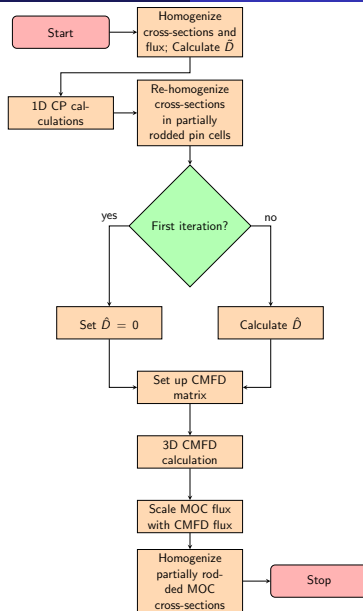 Start
Homogenize
cross-sections and
flux; Calculate D̃
1D CP cal-
culations
Re-homogenize
cross-sections
in partially
rodded pin cells
First iteration?
yes
no
Set D̂ = 0
Calculate D̂
Set up CMFD
matrix
3D CMFD
calculation
Scale MOC flux
with CMFD flux
Homogenize
partially rod-
ded MOC
cross-sections
Stop